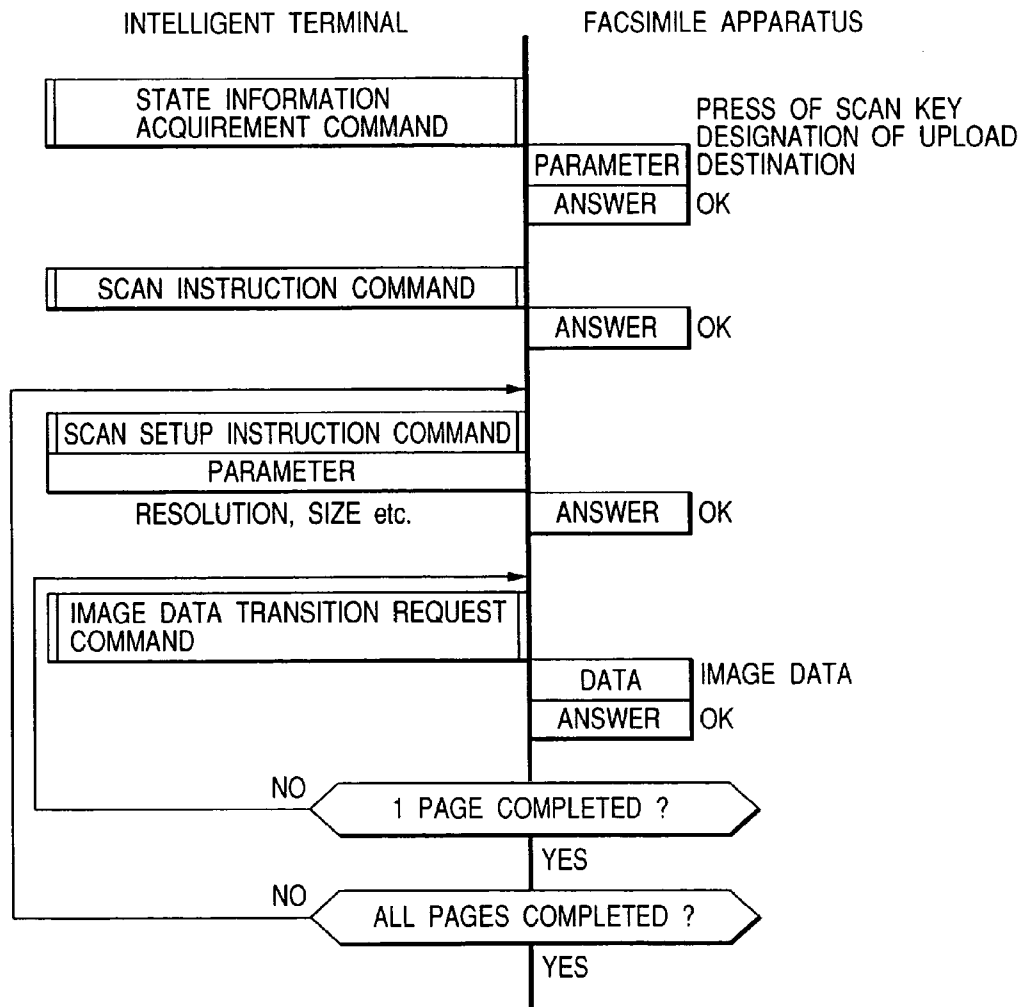 INTELLIGENT TERMINAL
FACSIMILE APPARATUS
STATE INFORMATION
ACQUIREMENT COMMAND
PRESS OF SCAN KEY
DESIGNATION OF UPLOAD
DESTINATION
PARAMETER
ANSWER
OK
SCAN INSTRUCTION COMMAND
ANSWER
OK
SCAN SETUP INSTRUCTION COMMAND
PARAMETER
RESOLUTION, SIZE etc.
ANSWER
OK
IMAGE DATA TRANSITION REQUEST
COMMAND
DATA
IMAGE DATA
ANSWER
OK
NO
1 PAGE COMPLETED ?
YES
NO
ALL PAGES COMPLETED ?
YES